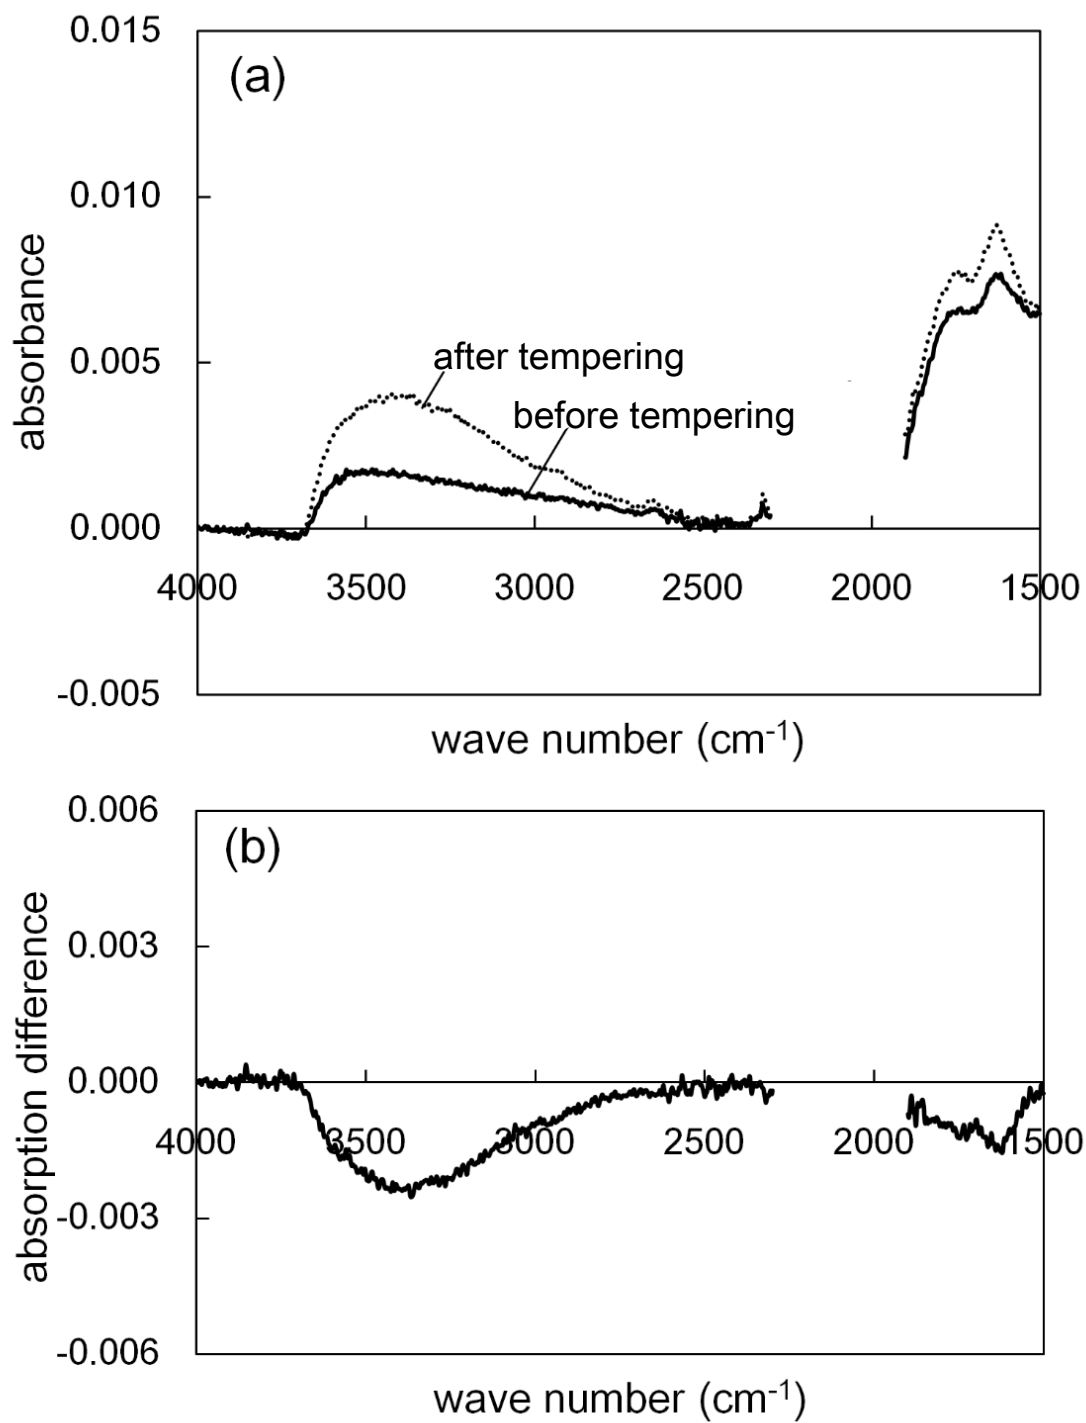 0.015
(a)
0.010
absorbance
0.005
after tempering
before tempering
0.000
4000 3500 3000 2500 2000 1500
-0.005
wave number (cm-1)
0.006
(b)
0.003
absorption difference
0.000
4000 3500 3000 2500 2000 1500
-0.003
-0.006
wave number (cm-1)